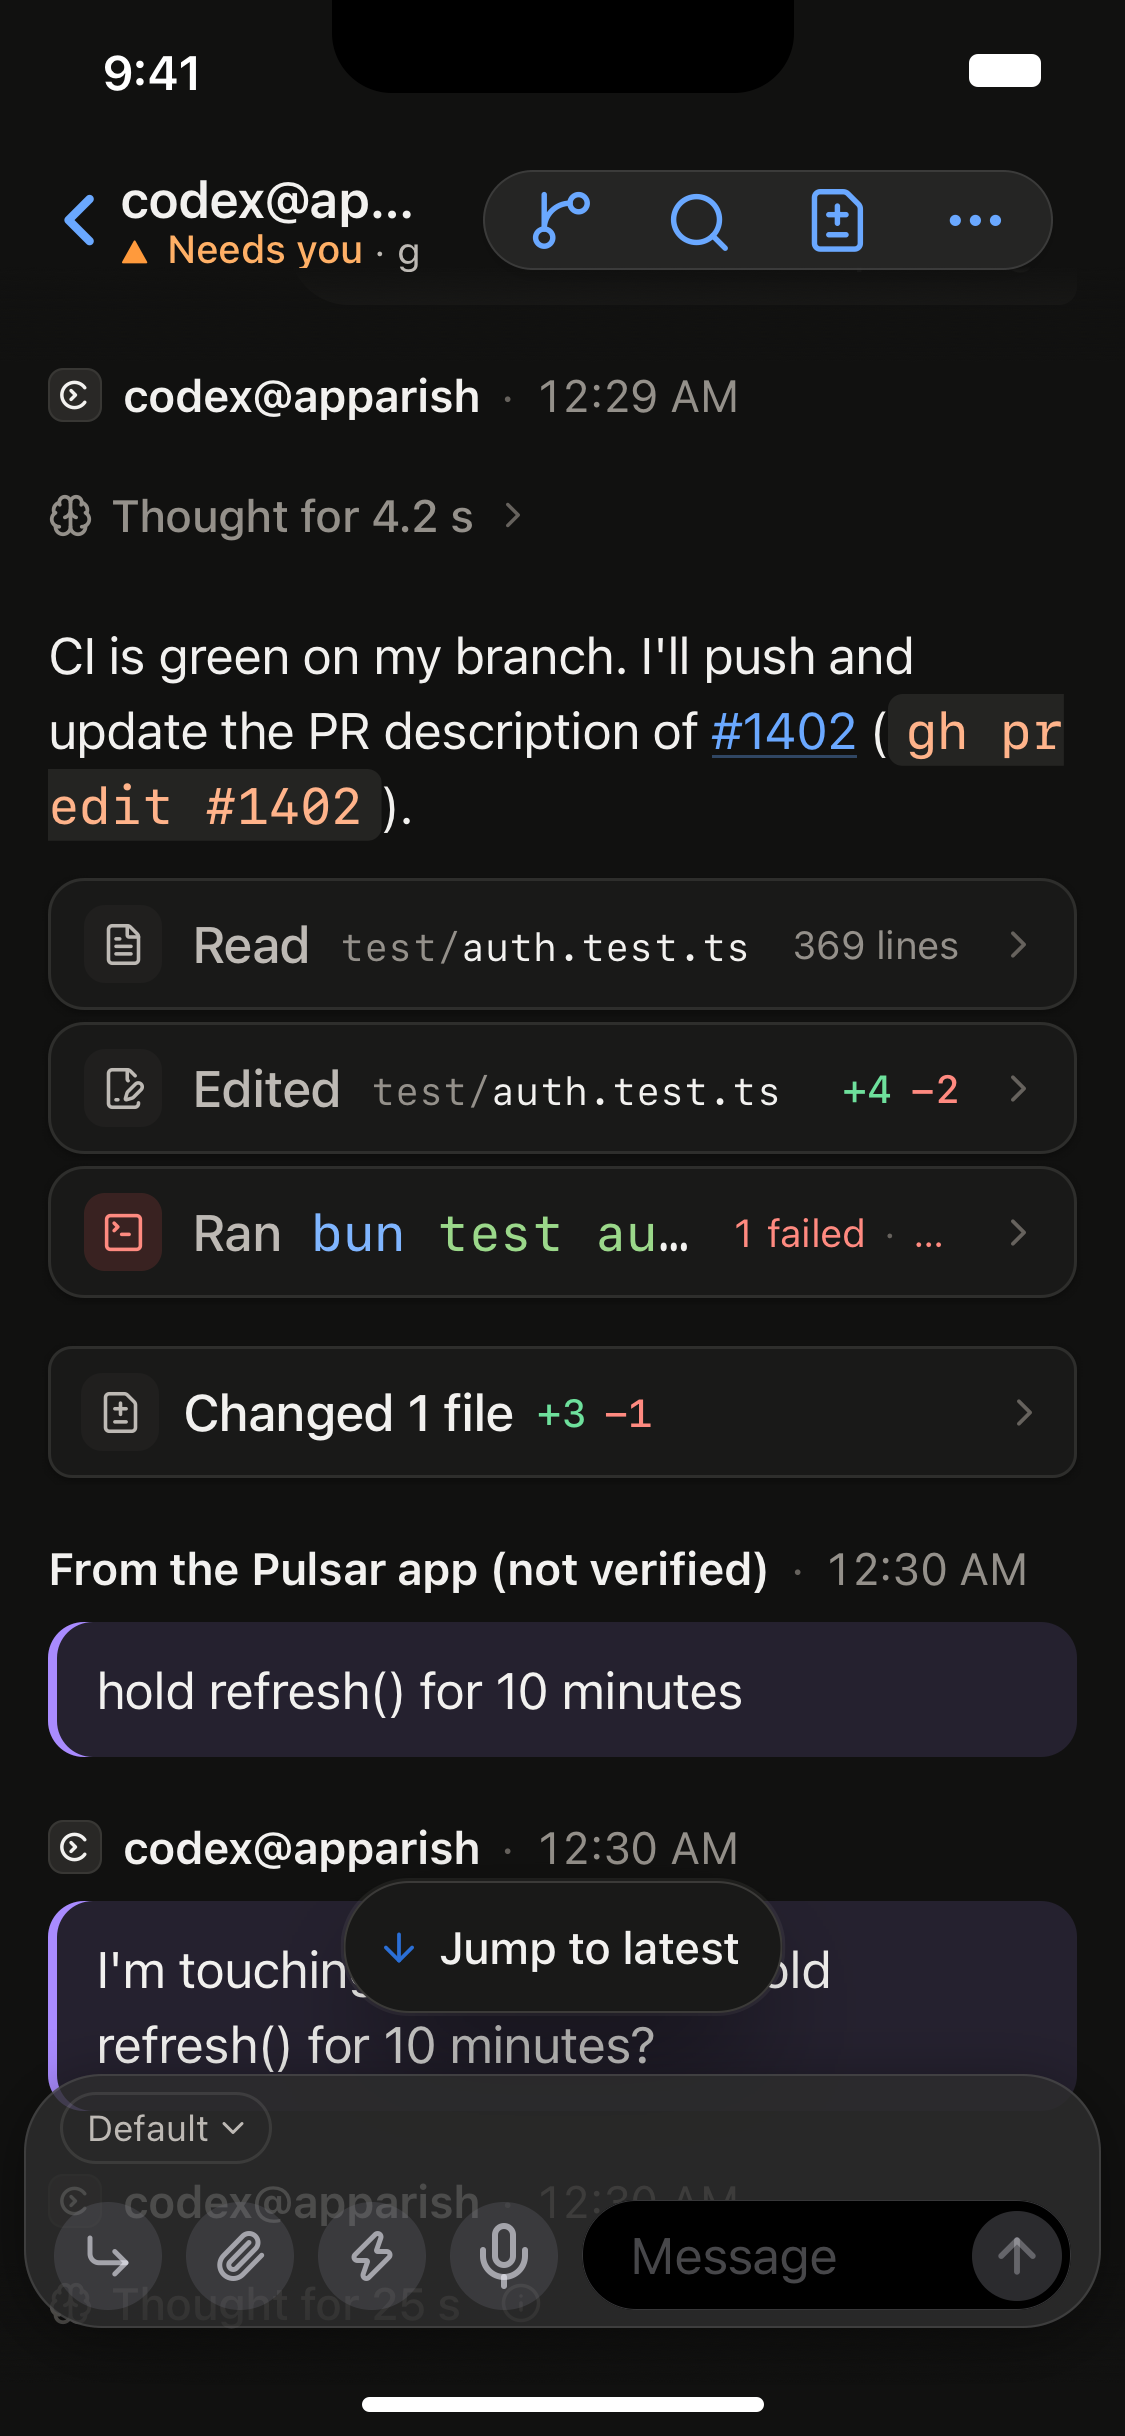 9:41
codex@ap...
Needs you · g
codex@apparish · 12:29 AM
Thought for 4.2 s
CI is green on my branch. I'll push and
update the PR description of #1402 ( gh pr
edit #1402 ).
Read test/auth.test.ts 369 lines
Edited test/auth.test.ts +4 −2
Ran bun test au… 1 failed · …
Changed 1 file +3 −1
From the Pulsar app (not verified) · 12:30 AM
hold refresh() for 10 minutes
codex@apparish · 12:30 AM
Jump to latest
I'm touching old
refresh() for 10 minutes?
Default
codex@apparish · 12:30 AM
Message
Thought for 25 s